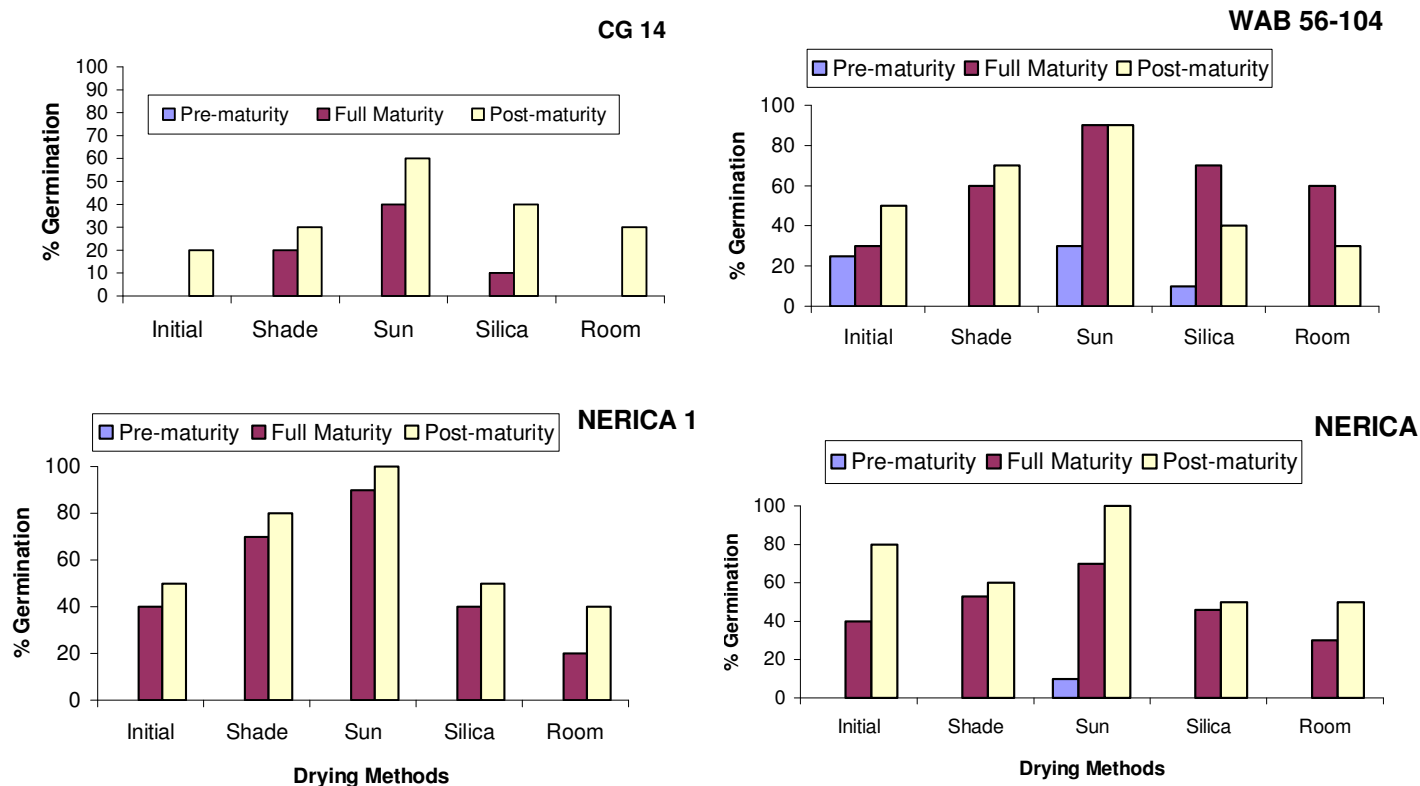 CG 14
100
90
80
70
60
50
40
30
20
10
0
% Germination
Pre-maturity Full Maturity Post-maturity
Initial Shade Sun Silica Room
WAB 56-104
Pre-maturity Full Maturity Post-maturity
100
80
60
40
20
0
% Germination
Initial Shade Sun Silica Room
NERICA 1
Pre-maturity Full Maturity Post-maturity
100
80
60
40
20
0
% Germination
Initial Shade Sun Silica Room
Drying Methods
NERICA
Pre-maturity Full Maturity Post-maturity
100
80
60
40
20
0
% Germination
Initial Shade Sun Silica Room
Drying Methods